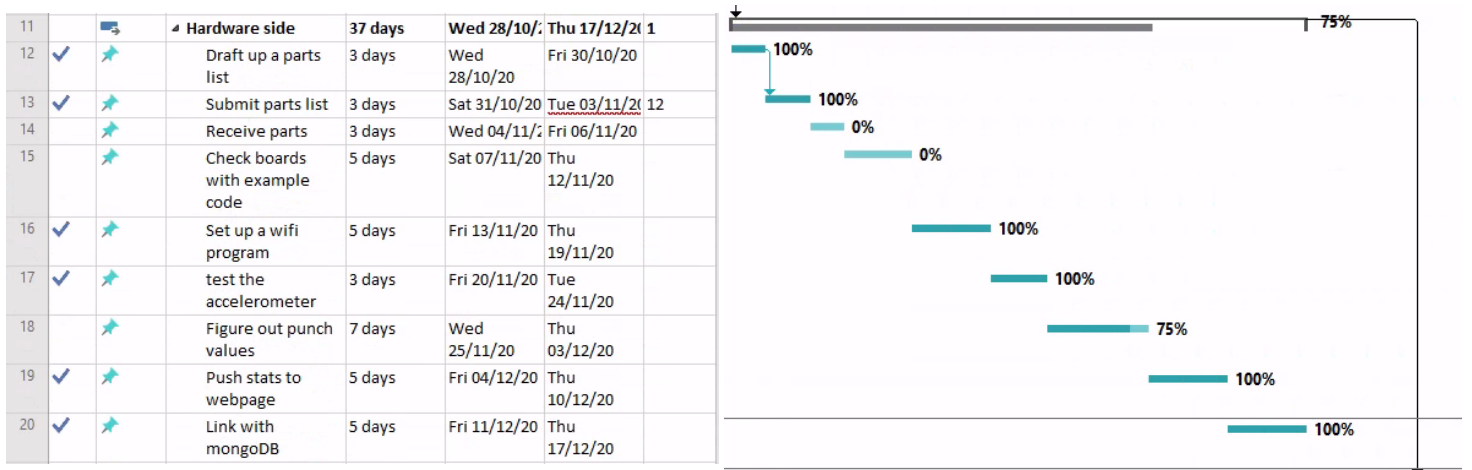 11 Hardware side 37 days Wed 28/10/ Thu 17/12/2( 1 75%
12 Draft up a parts 3 days Wed Fri 30/10/20 100%
list 28/10/20
13 Submit parts list 3 days Sat 31/10/20 Tue 03/11/2( 12 100%
14 Receive parts 3 days Wed 04/11/2 Fri 06/11/20 0%
15 Check boards 5 days Sat 07/11/20 Thu 0%
with example 12/11/20
code
16 Set up a wifi 5 days Fri 13/11/20 Thu 100%
program 19/11/20
17 test the 3 days Fri 20/11/20 Tue 100%
accelerometer 24/11/20
18 Figure out punch 7 days Wed Thu 75%
values 25/11/20 03/12/20
19 Push stats to 5 days Fri 04/12/20 Thu 100%
webpage 10/12/20
20 Link with 5 days Fri 11/12/20 Thu 100%
mongoDB 17/12/20